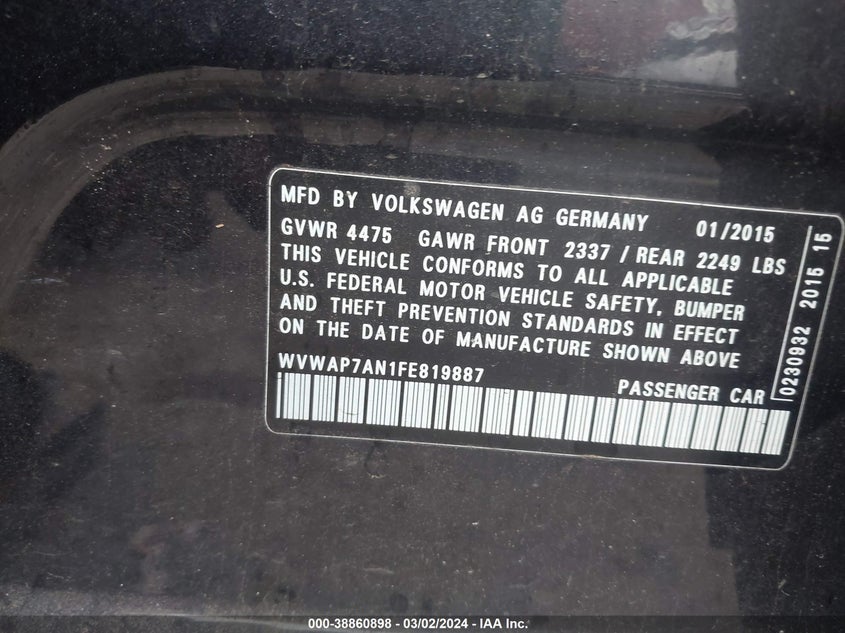 MFD BY VOLKSWAGEN AG GERMANY 01/2015
GVWR 4475 GAWR FRONT 2337 / REAR 2249 LBS
THIS VEHICLE CONFORMS TO ALL APPLICABLE
U.S. FEDERAL MOTOR VEHICLE SAFETY, BUMPER
AND THEFT PREVENTION STANDARDS IN EFFECT
ON THE DATE OF MANUFACTURE SHOWN ABOVE
WVWAP7AN1FE819887
PASSENGER CAR
0230932 2015 15
000-38860898 - 03/02/2024 - IAA Inc.